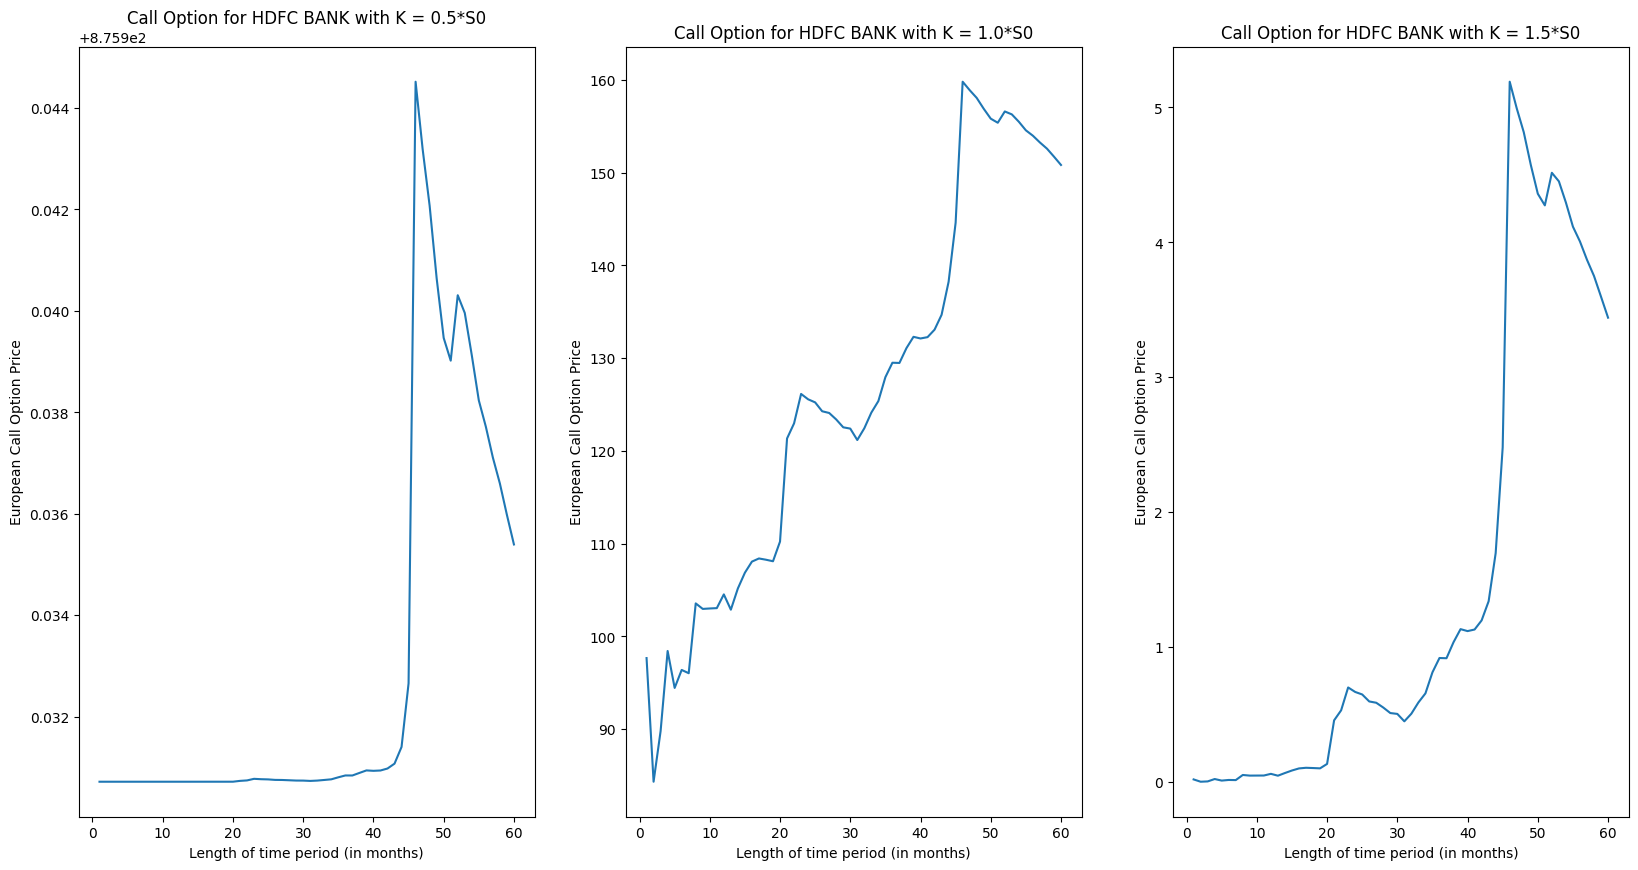 Call Option for HDFC BANK with K = 0.5*S0
+8.759e2
0.044
0.042
0.040
0.038
0.036
0.034
0.032
European Call Option Price
0 10 20 30 40 50 60
Length of time period (in months)
Call Option for HDFC BANK with K = 1.0*S0
160
150
140
130
120
110
100
90
European Call Option Price
0 10 20 30 40 50 60
Length of time period (in months)
Call Option for HDFC BANK with K = 1.5*S0
5
4
3
2
1
0
European Call Option Price
0 10 20 30 40 50 60
Length of time period (in months)